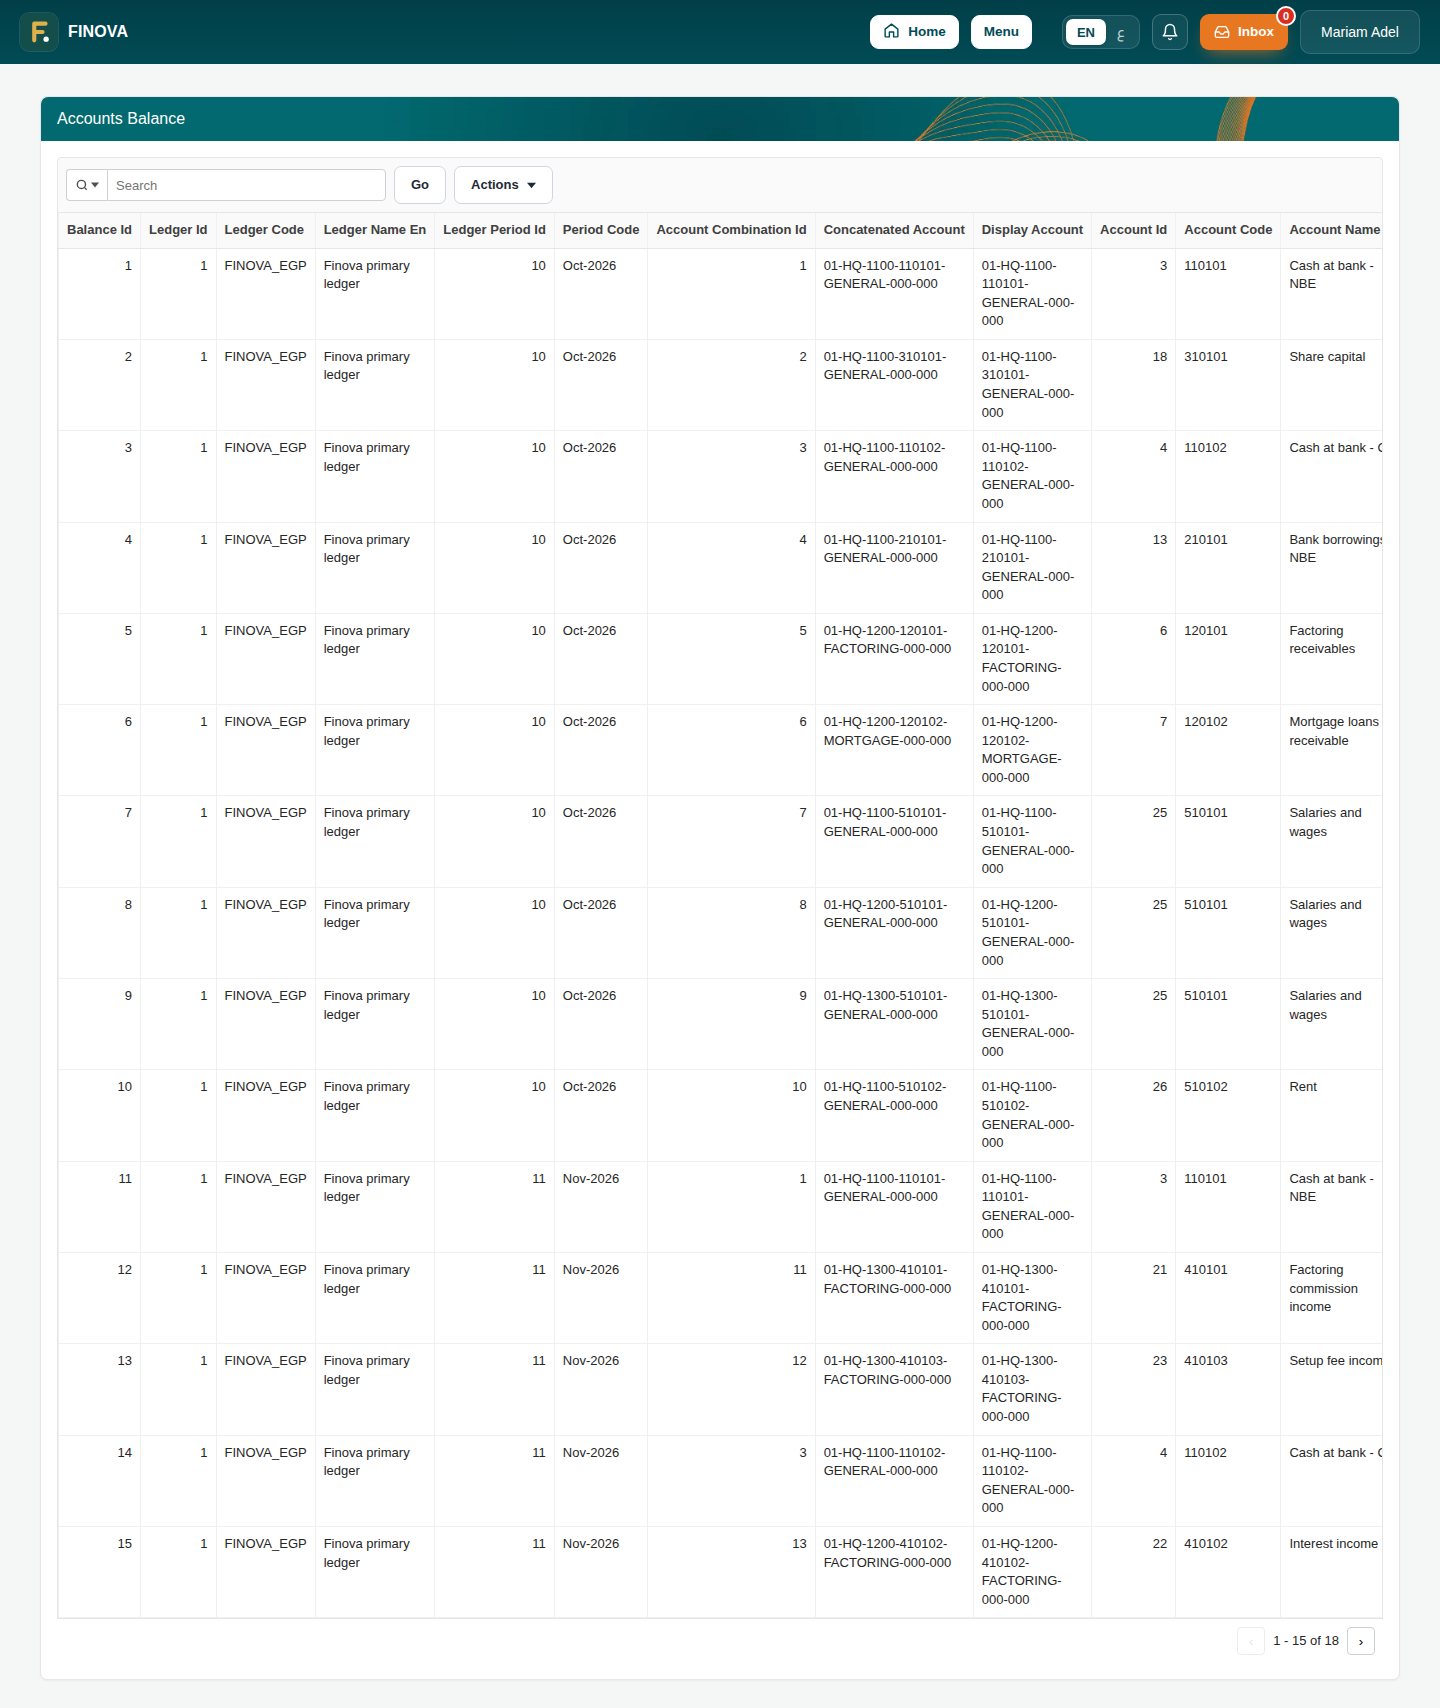 FINOVA
Home
Menu
EN
ع
Inbox
0
Mariam Adel
Accounts Balance
Search
Go
Actions
Balance Id Ledger Id Ledger Code Ledger Name En Ledger Period Id Period Code Account Combination Id Concatenated Account Display Account Account Id Account Code Account Name
1 1 FINOVA_EGP Finova primary 10 Oct-2026 1 01-HQ-1100-110101- 01-HQ-1100- 3 110101 Cash at bank -
ledger GENERAL-000-000 110101- NBE
GENERAL-000-
000
2 1 FINOVA_EGP Finova primary 10 Oct-2026 2 01-HQ-1100-310101- 01-HQ-1100- 18 310101 Share capital
ledger GENERAL-000-000 310101-
GENERAL-000-
000
3 1 FINOVA_EGP Finova primary 10 Oct-2026 3 01-HQ-1100-110102- 01-HQ-1100- 4 110102 Cash at bank -
ledger GENERAL-000-000 110102-
GENERAL-000-
000
4 1 FINOVA_EGP Finova primary 10 Oct-2026 4 01-HQ-1100-210101- 01-HQ-1100- 13 210101 Bank borrowings
ledger GENERAL-000-000 210101- NBE
GENERAL-000-
000
5 1 FINOVA_EGP Finova primary 10 Oct-2026 5 01-HQ-1200-120101- 01-HQ-1200- 6 120101 Factoring
ledger FACTORING-000-000 120101- receivables
FACTORING-
000-000
6 1 FINOVA_EGP Finova primary 10 Oct-2026 6 01-HQ-1200-120102- 01-HQ-1200- 7 120102 Mortgage loans
ledger MORTGAGE-000-000 120102- receivable
MORTGAGE-
000-000
7 1 FINOVA_EGP Finova primary 10 Oct-2026 7 01-HQ-1100-510101- 01-HQ-1100- 25 510101 Salaries and
ledger GENERAL-000-000 510101- wages
GENERAL-000-
000
8 1 FINOVA_EGP Finova primary 10 Oct-2026 8 01-HQ-1200-510101- 01-HQ-1200- 25 510101 Salaries and
ledger GENERAL-000-000 510101- wages
GENERAL-000-
000
9 1 FINOVA_EGP Finova primary 10 Oct-2026 9 01-HQ-1300-510101- 01-HQ-1300- 25 510101 Salaries and
ledger GENERAL-000-000 510101- wages
GENERAL-000-
000
10 1 FINOVA_EGP Finova primary 10 Oct-2026 10 01-HQ-1100-510102- 01-HQ-1100- 26 510102 Rent
ledger GENERAL-000-000 510102-
GENERAL-000-
000
11 1 FINOVA_EGP Finova primary 11 Nov-2026 1 01-HQ-1100-110101- 01-HQ-1100- 3 110101 Cash at bank -
ledger GENERAL-000-000 110101- NBE
GENERAL-000-
000
12 1 FINOVA_EGP Finova primary 11 Nov-2026 11 01-HQ-1300-410101- 01-HQ-1300- 21 410101 Factoring
ledger FACTORING-000-000 410101- commission
FACTORING- income
000-000
13 1 FINOVA_EGP Finova primary 11 Nov-2026 12 01-HQ-1300-410103- 01-HQ-1300- 23 410103 Setup fee incom
ledger FACTORING-000-000 410103-
FACTORING-
000-000
14 1 FINOVA_EGP Finova primary 11 Nov-2026 3 01-HQ-1100-110102- 01-HQ-1100- 4 110102 Cash at bank -
ledger GENERAL-000-000 110102-
GENERAL-000-
000
15 1 FINOVA_EGP Finova primary 11 Nov-2026 13 01-HQ-1200-410102- 01-HQ-1200- 22 410102 Interest income
ledger FACTORING-000-000 410102-
FACTORING-
000-000
1 - 15 of 18